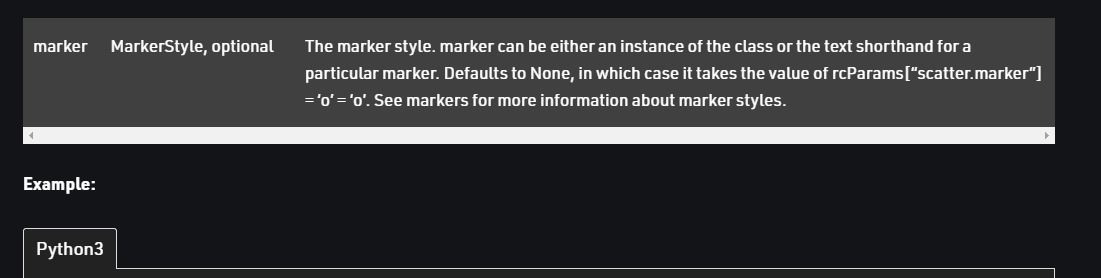 marker MarkerStyle, optional The marker style. marker can be either an instance of the class or the text shorthand for a
particular marker. Defaults to None, in which case it takes the value of rcParams[“scatter.marker”]
= ‘o’ = ‘o’. See markers for more information about marker styles.
Example:
Python3